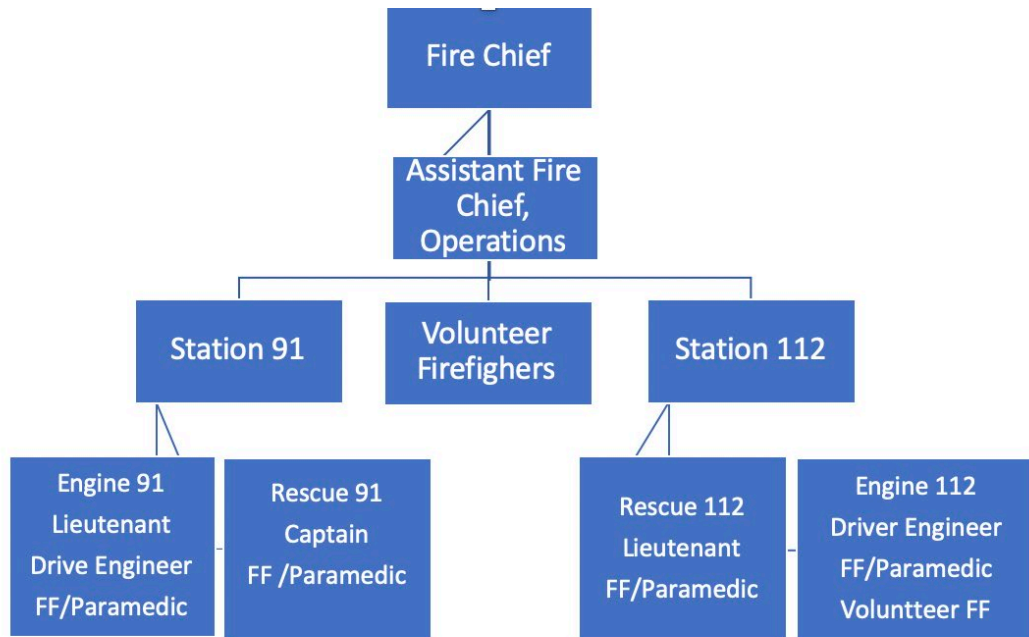 Fire Chief
Assistant Fire
Chief,
Operations
Station 91
Volunteer
Firefighers
Station 112
Engine 91
Lieutenant
Drive Engineer
FF/Paramedic
Rescue 91
Captain
FF /Paramedic
Rescue 112
Lieutenant
FF/Paramedic
Engine 112
Driver Engineer
FF/Paramedic
Voluntteer FF